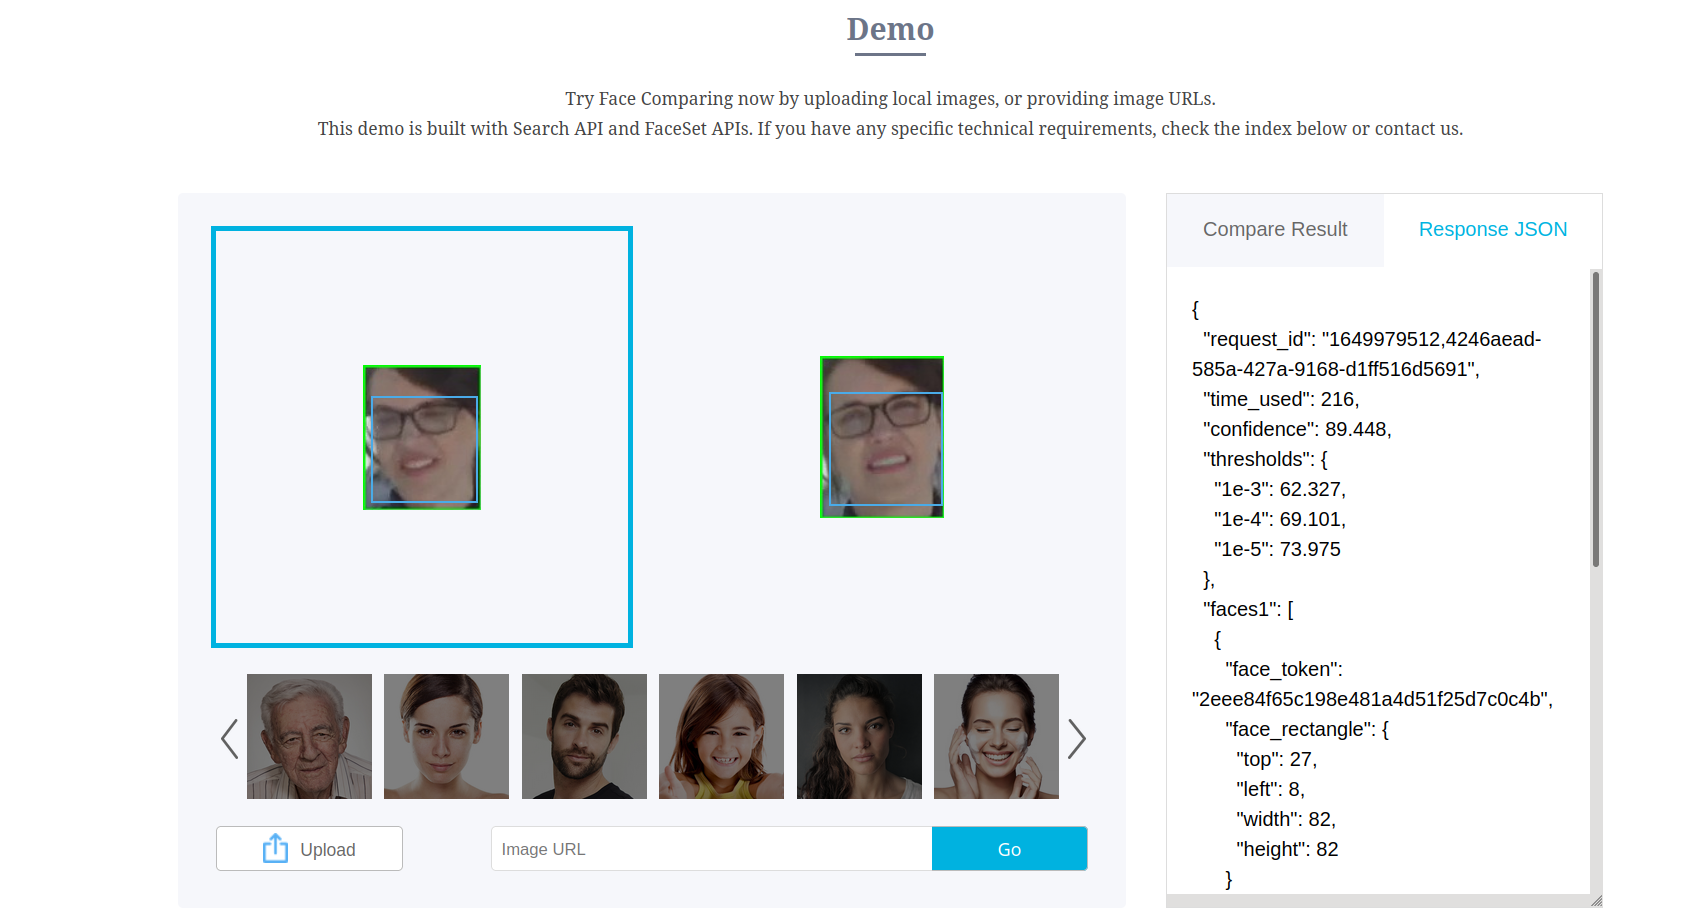 Demo
Try Face Comparing now by uploading local images, or providing image URLs.
This demo is built with Search API and FaceSet APIs. If you have any specific technical requirements, check the index below or contact us.
Compare Result
Response JSON
{
"request_id": "1649979512,4246aead-
585a-427a-9168-d1ff516d5691",
"time_used": 216,
"confidence": 89.448,
"thresholds": {
"1e-3": 62.327,
"1e-4": 69.101,
"1e-5": 73.975
},
"faces1": [
{
"face_token":
"2eee84f65c198e481a4d51f25d7c0c4b",
"face_rectangle": {
"top": 27,
"left": 8,
"width": 82,
"height": 82
}
Upload
Image URL
Go